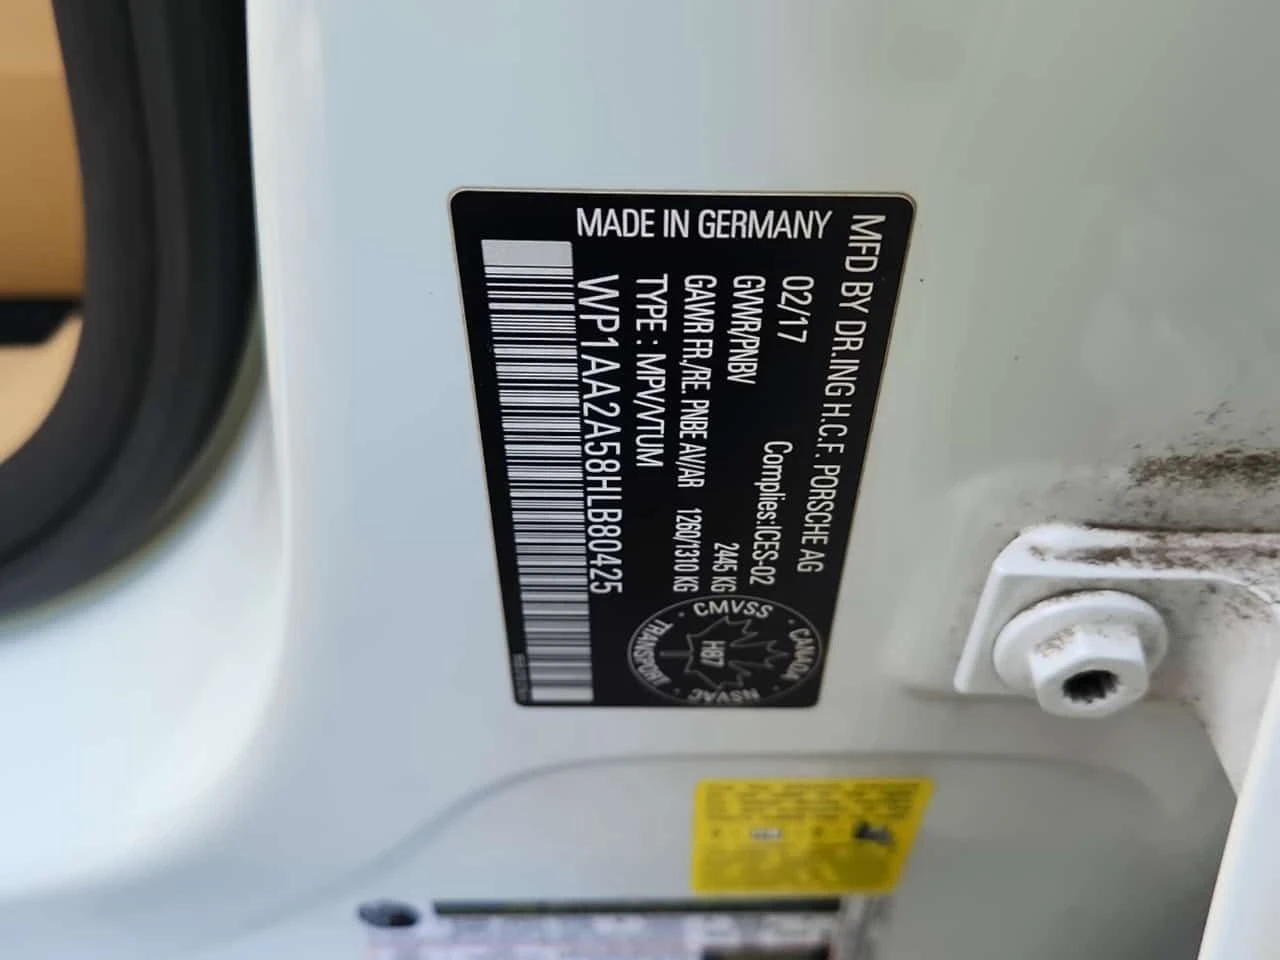 MFD BY DR.ING H.C.F. PORSCHE AG
02/17 Complies:ICES-02
GVWR/PNBV 2445 KG
GAWR FR./RE. PNBE AV/AR 1260/1310 KG
TYPE : MPV/VTUM
WP1AA2A58HLB80425
MADE IN GERMANY
CMVSS · CANADA · NSVAC · TRANSPORT
H87